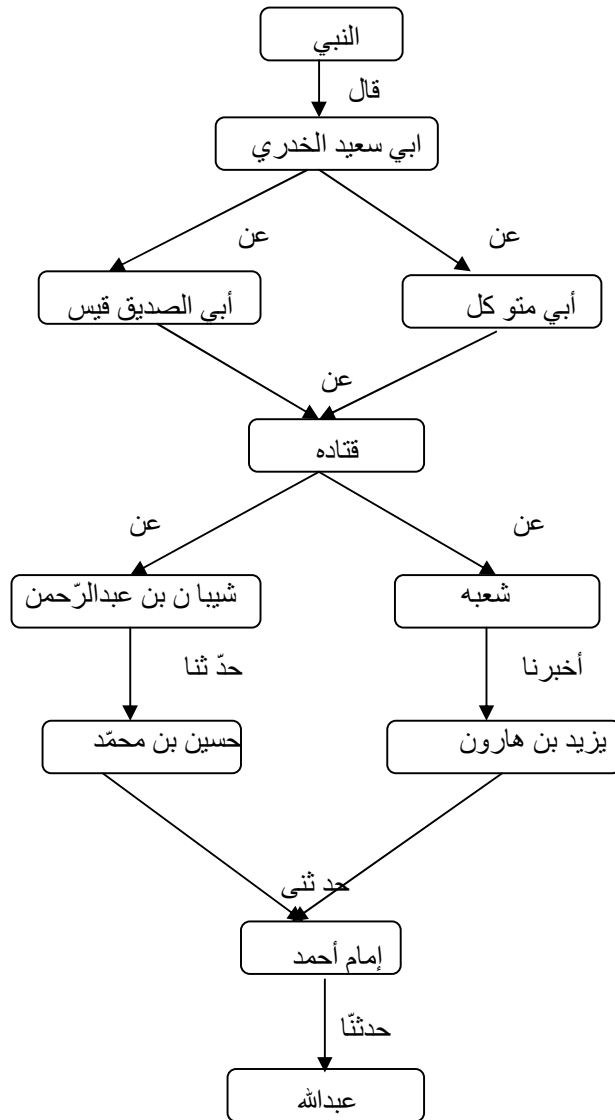 النبي
قال
ابي سعيد الخدري
عن
عن
أبي متو كل
أبي الصديق قيس
عن
قتاده
عن
عن
شعبه
شيبا ن بن عبدالرّحمن
أخبرنا
حدّ ثنا
يزيد بن هارون
حسين بن محمّد
حد ثنى
إمام أحمد
حدثنّا
عبدالله